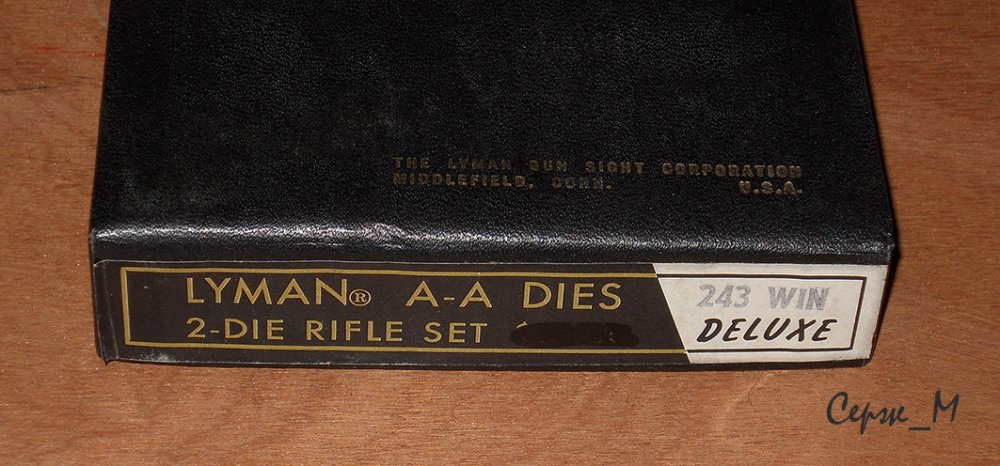 THE LYMAN GUN SIGHT CORPORATION
MIDDLEFIELD, CONN. U.S.A.
LYMAN® A-A DIES
2-DIE RIFLE SET
243 WIN
DELUXE
Серж_М